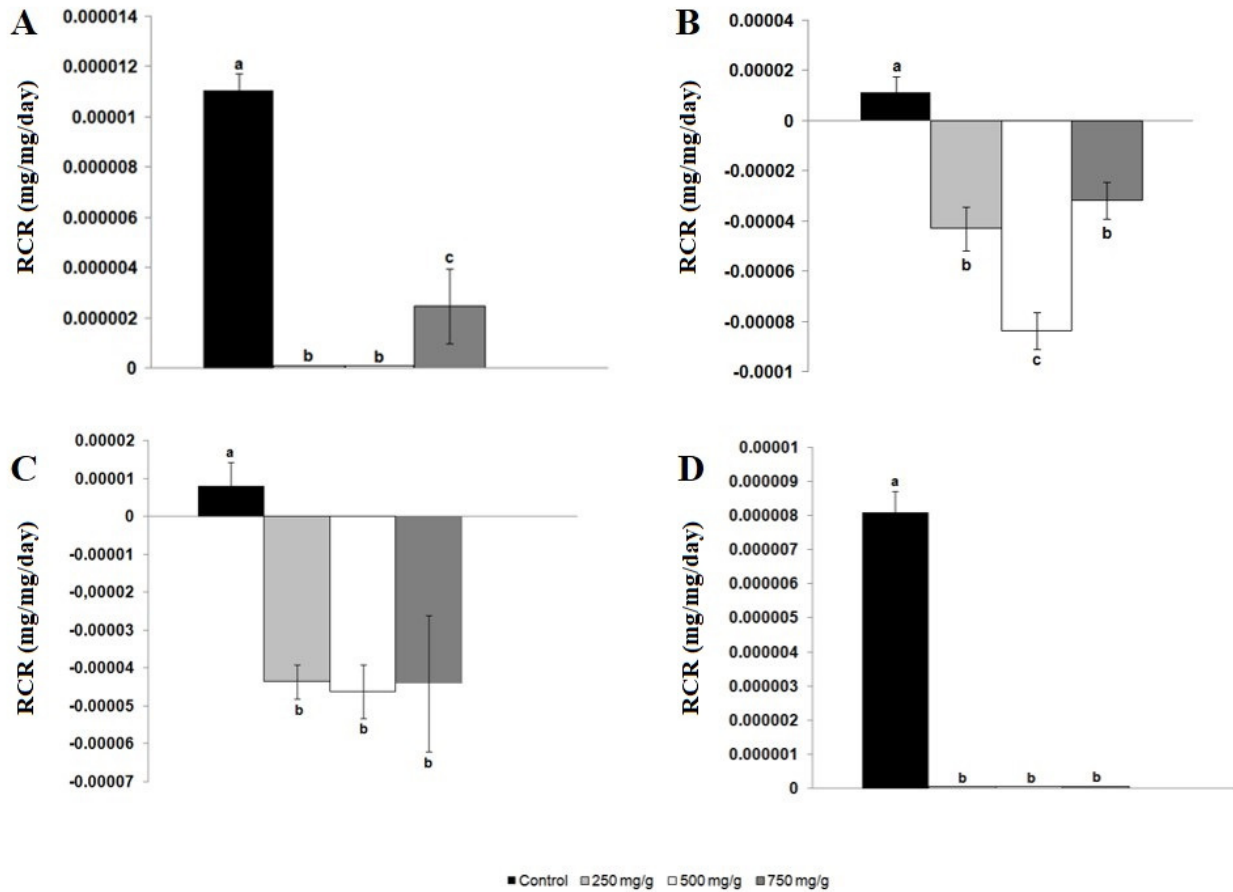 A
RCR (mg/mg/day)
0.000014
0.000012
0.00001
0.000008
0.000006
0.000004
0.000002
0
a
b
b
c
B
RCR (mg/mg/day)
0.00004
0.00002
0
-0.00002
-0.00004
-0.00006
-0.00008
-0.0001
a
b
c
b
C
RCR (mg/mg/day)
0.00002
0.00001
0
-0.00001
-0.00002
-0.00003
-0.00004
-0.00005
-0.00006
-0.00007
a
b
b
b
D
RCR (mg/mg/day)
0.00001
0.000009
0.000008
0.000007
0.000006
0.000005
0.000004
0.000003
0.000002
0.000001
0
a
b
b
b
Control 250 mg/g 500 mg/g 750 mg/g